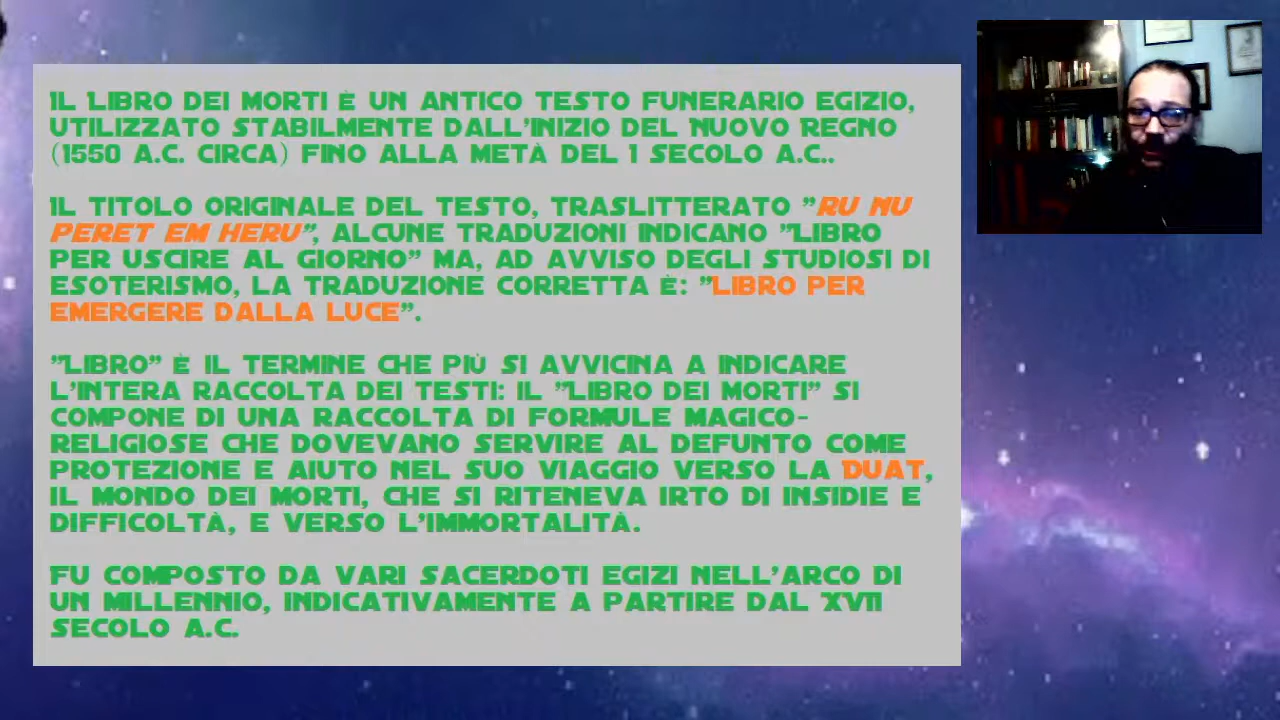 Il Libro dei morti è un antico testo funerario egizio,
utilizzato stabilmente dall'inizio del Nuovo Regno
(1550 a.C. circa) fino alla metà del I secolo a.C..
Il titolo originale del testo, traslitterato "ru nu
peret em heru", alcune traduzioni indicano "Libro
per uscire al giorno" ma, ad avviso degli studiosi di
esoterismo, la traduzione corretta è: "Libro per
emergere dalla luce".
"Libro" è il termine che più si avvicina a indicare
l'intera raccolta dei testi: il "Libro dei morti" si
compone di una raccolta di formule magico-
religiose che dovevano servire al defunto come
protezione e aiuto nel suo viaggio verso la Duat,
il mondo dei morti, che si riteneva irto di insidie e
difficoltà, e verso l'immortalità.
Fu composto da vari sacerdoti egizi nell'arco di
un millennio, indicativamente a partire dal XVII
secolo a.C.